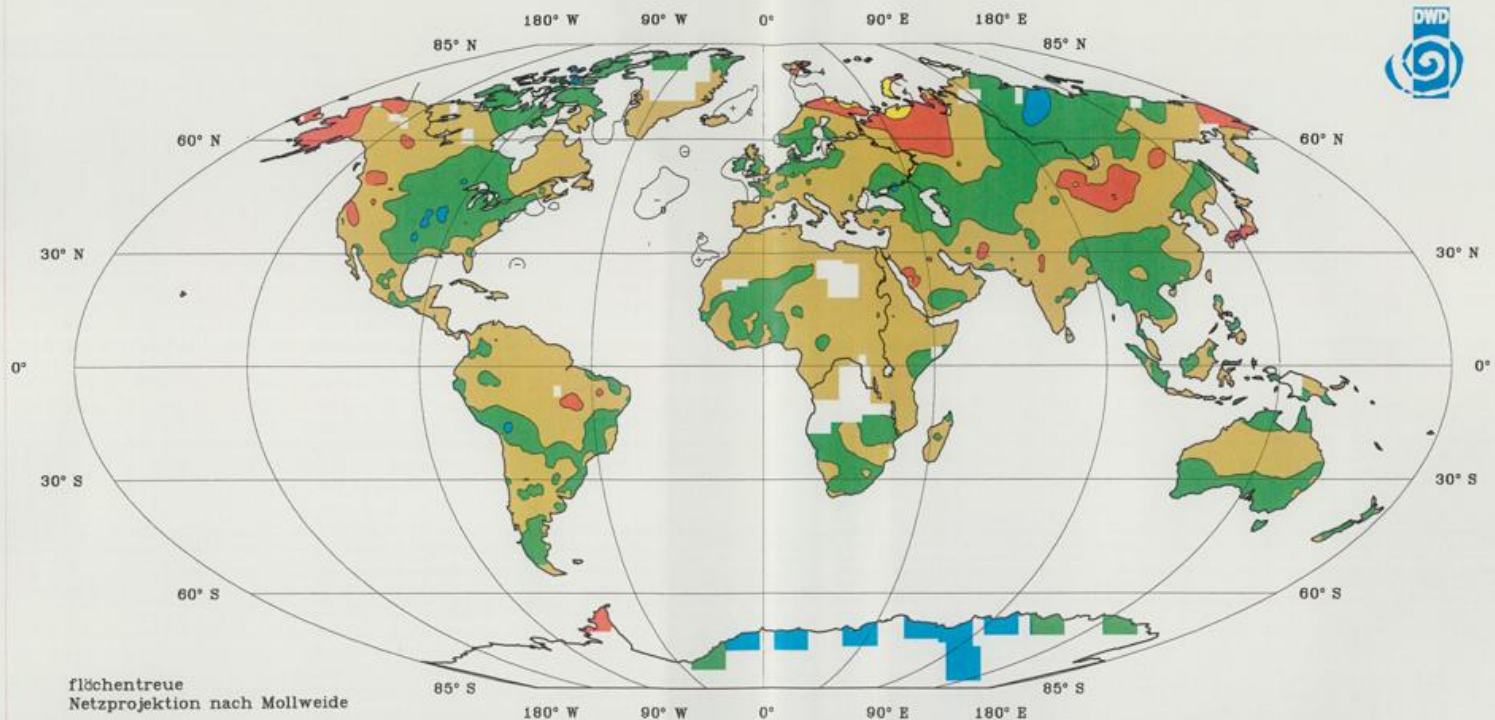 180° W 90° W 0° 90° E 180° E
DWD
85° N 85° N
60° N 60° N
30° N 30° N
0° 0°
30° S 30° S
60° S 60° S
85° S 85° S
flächentreue
Netzprojektion nach Mollweide
180° W 90° W 0° 90° E 180° E